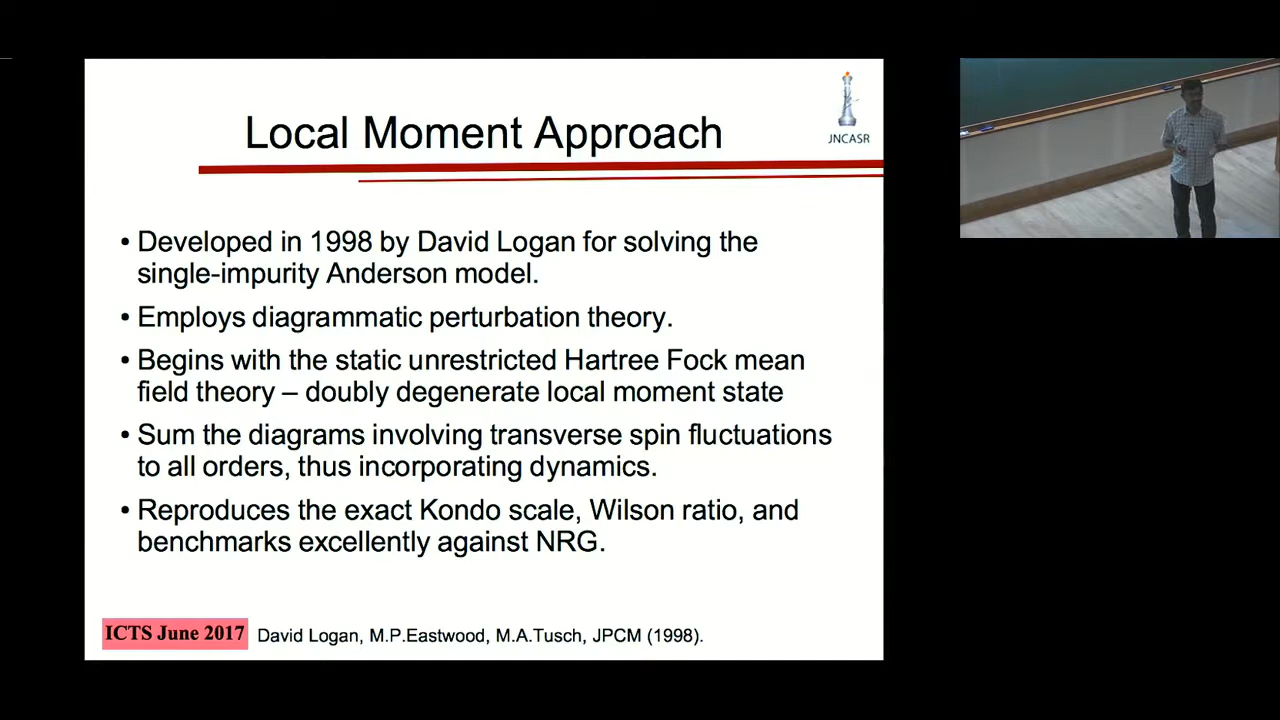 JNCASR
Local Moment Approach
• Developed in 1998 by David Logan for solving the
single-impurity Anderson model.
• Employs diagrammatic perturbation theory.
• Begins with the static unrestricted Hartree Fock mean
field theory – doubly degenerate local moment state
• Sum the diagrams involving transverse spin fluctuations
to all orders, thus incorporating dynamics.
• Reproduces the exact Kondo scale, Wilson ratio, and
benchmarks excellently against NRG.
ICTS June 2017 David Logan, M.P.Eastwood, M.A.Tusch, JPCM (1998).